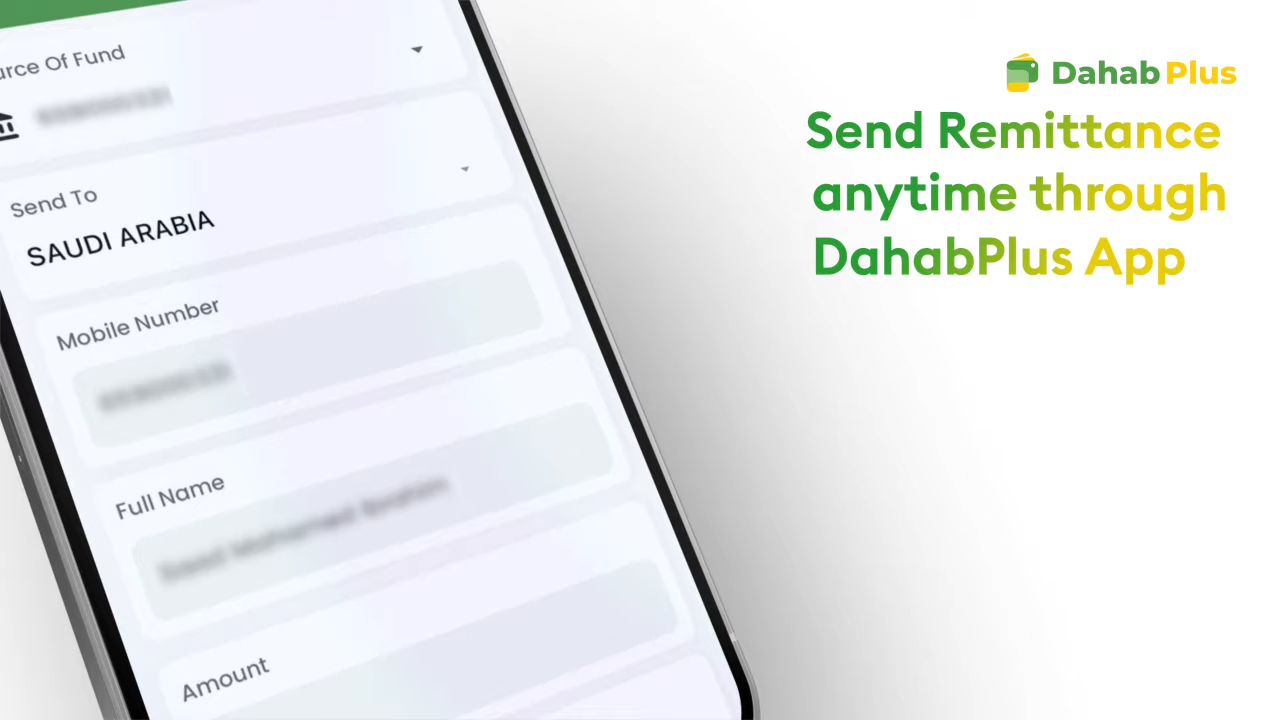 urce Of Fund
Send To
SAUDI ARABIA
Mobile Number
Full Name
Amount
Dahab Plus
Send Remittance
anytime through
DahabPlus App